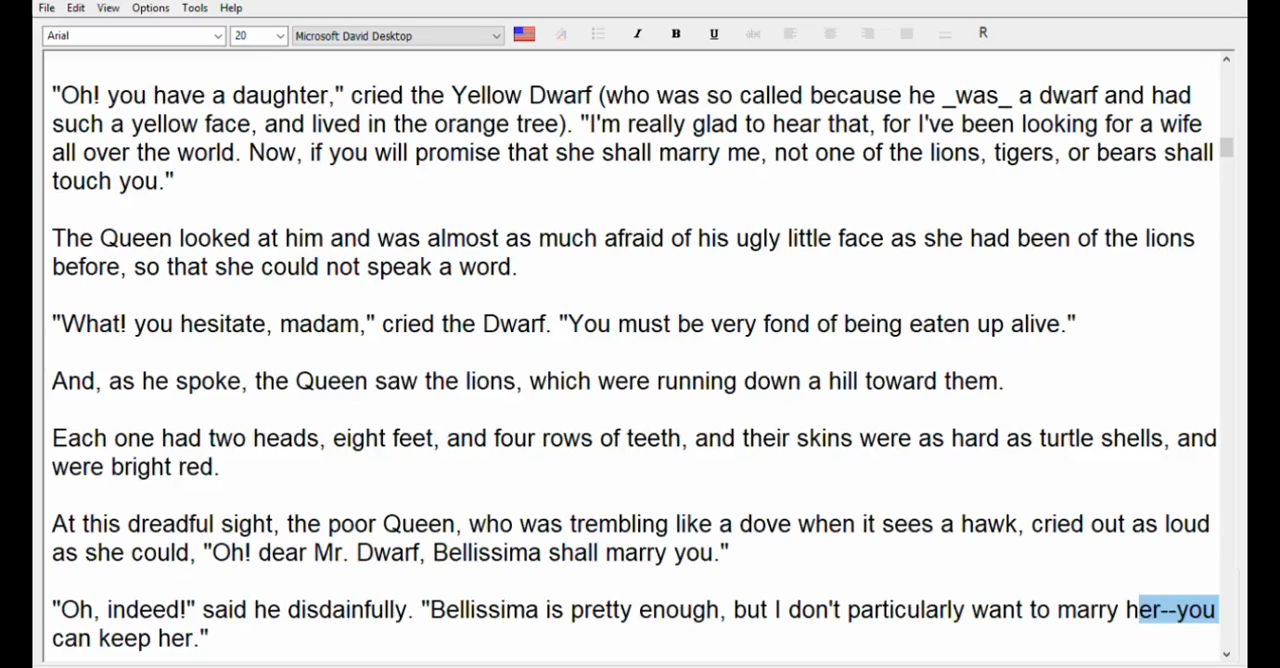 File Edit View Options Tools Help
Arial 20 Microsoft David Desktop I B U abc R
"Oh! you have a daughter," cried the Yellow Dwarf (who was so called because he _was_ a dwarf and had
such a yellow face, and lived in the orange tree). "I'm really glad to hear that, for I've been looking for a wife
all over the world. Now, if you will promise that she shall marry me, not one of the lions, tigers, or bears shall
touch you."
The Queen looked at him and was almost as much afraid of his ugly little face as she had been of the lions
before, so that she could not speak a word.
"What! you hesitate, madam," cried the Dwarf. "You must be very fond of being eaten up alive."
And, as he spoke, the Queen saw the lions, which were running down a hill toward them.
Each one had two heads, eight feet, and four rows of teeth, and their skins were as hard as turtle shells, and
were bright red.
At this dreadful sight, the poor Queen, who was trembling like a dove when it sees a hawk, cried out as loud
as she could, "Oh! dear Mr. Dwarf, Bellissima shall marry you."
"Oh, indeed!" said he disdainfully. "Bellissima is pretty enough, but I don't particularly want to marry her--you
can keep her."